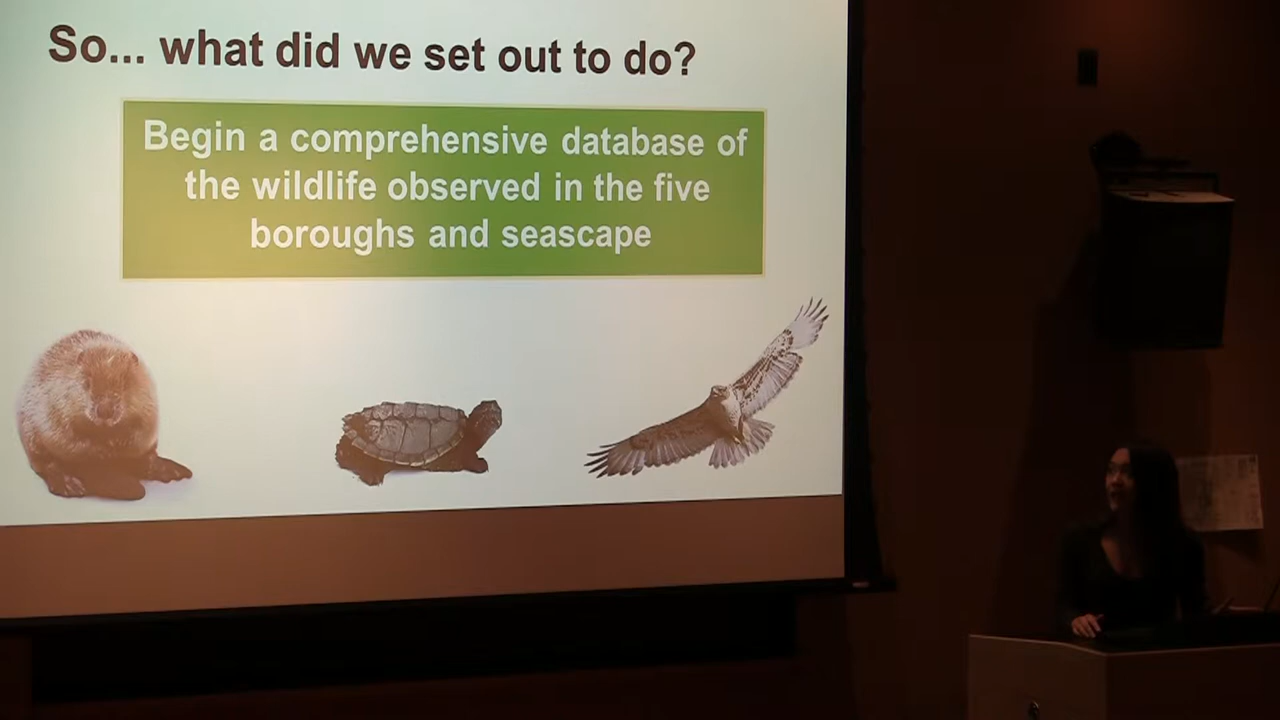 So... what did we set out to do?
Begin a comprehensive database of
the wildlife observed in the five
boroughs and seascape